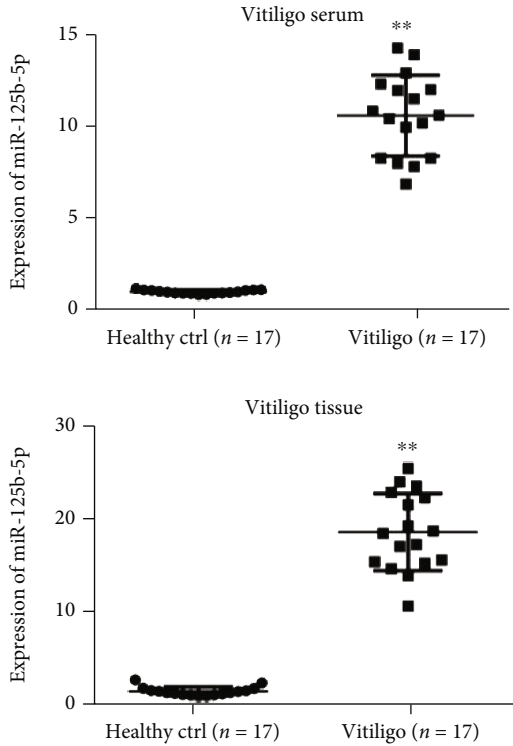 Vitiligo serum
Expression of miR-125b-5p
15
10
5
0
**
Healthy ctrl (n = 17)
Vitiligo (n = 17)
Vitiligo tissue
Expression of miR-125b-5p
30
20
10
0
**
Healthy ctrl (n = 17)
Vitiligo (n = 17)